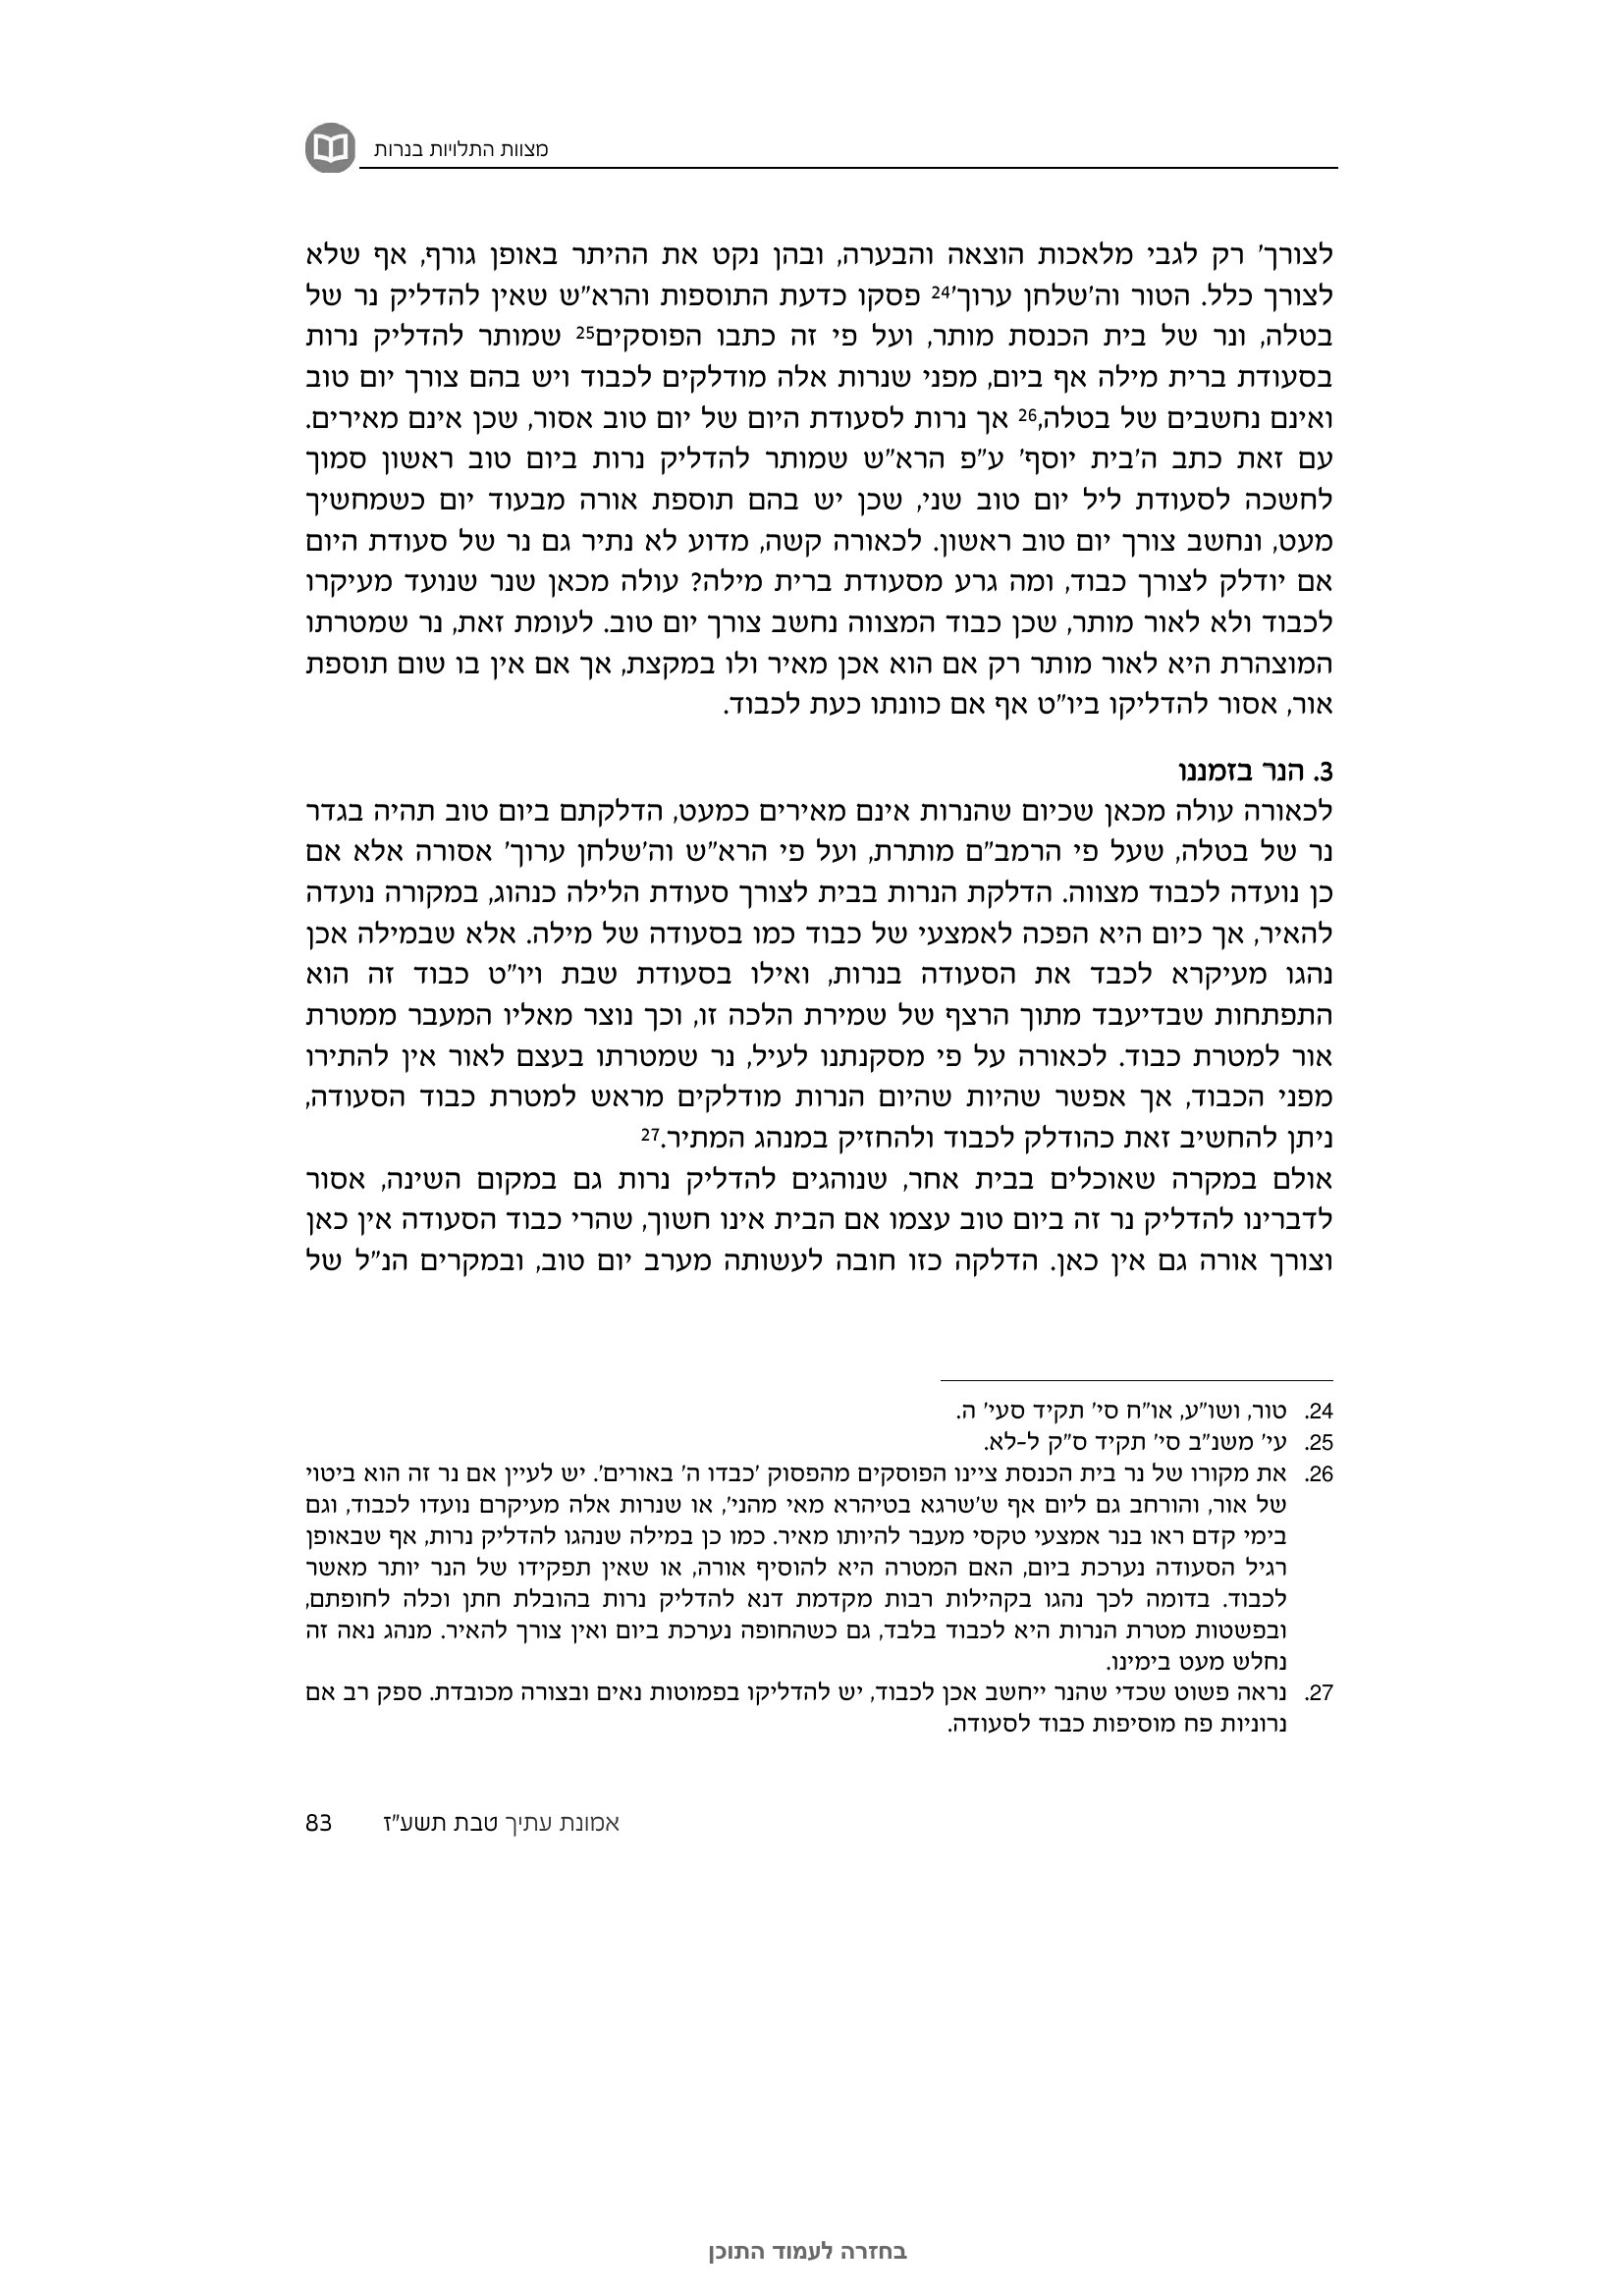 מצוות התלויות בנרות
לצורך' רק לגבי מלאכות הוצאה והבערה, ובהן נקט את ההיתר באופן גורף, אף שלא
לצורך כלל. הטור וה'שלחן ערוך'24 פסקו כדעת התוספות והרא"ש שאין להדליק נר של
בטלה, ונר של בית הכנסת מותר, ועל פי זה כתבו הפוסקים25 שמותר להדליק נרות
בסעודת ברית מילה אף ביום, מפני שנרות אלה מודלקים לכבוד ויש בהם צורך יום טוב
ואינם נחשבים של בטלה,26 אך נרות לסעודת היום של יום טוב אסור, שכן אינם מאירים.
עם זאת כתב ה'בית יוסף' ע"פ הרא"ש שמותר להדליק נרות ביום טוב ראשון סמוך
לחשכה לסעודת ליל יום טוב שני, שכן יש בהם תוספת אורה מבעוד יום כשמחשיך
מעט, ונחשב צורך יום טוב ראשון. לכאורה קשה, מדוע לא נתיר גם נר של סעודת היום
אם יודלק לצורך כבוד, ומה גרע מסעודת ברית מילה? עולה מכאן שנר שנועד מעיקרו
לכבוד ולא לאור מותר, שכן כבוד המצווה נחשב צורך יום טוב. לעומת זאת, נר שמטרתו
המוצהרת היא לאור מותר רק אם הוא אכן מאיר ולו במקצת, אך אם אין בו שום תוספת
אור, אסור להדליקו ביו"ט אף אם כוונתו כעת לכבוד.
3. הנר בזמננו
לכאורה עולה מכאן שכיום שהנרות אינם מאירים כמעט, הדלקתם ביום טוב תהיה בגדר
נר של בטלה, שעל פי הרמב"ם מותרת, ועל פי הרא"ש וה'שלחן ערוך' אסורה אלא אם
כן נועדה לכבוד מצווה. הדלקת הנרות בבית לצורך סעודת הלילה כנהוג, במקורה נועדה
להאיר, אך כיום היא הפכה לאמצעי של כבוד כמו בסעודה של מילה. אלא שבמילה אכן
נהגו מעיקרא לכבד את הסעודה בנרות, ואילו בסעודת שבת ויו"ט כבוד זה הוא
התפתחות שבדיעבד מתוך הרצף של שמירת הלכה זו, וכך נוצר מאליו המעבר ממטרת
אור למטרת כבוד. לכאורה על פי מסקנתנו לעיל, נר שמטרתו בעצם לאור אין להתירו
מפני הכבוד, אך אפשר שהיות שהיום הנרות מודלקים מראש למטרת כבוד הסעודה,
ניתן להחשיב זאת כהודלק לכבוד ולהחזיק במנהג המתיר.27
אולם במקרה שאוכלים בבית אחר, שנוהגים להדליק נרות גם במקום השינה, אסור
לדברינו להדליק נר זה ביום טוב עצמו אם הבית אינו חשוך, שהרי כבוד הסעודה אין כאן
וצורך אורה גם אין כאן. הדלקה כזו חובה לעשותה מערב יום טוב, ובמקרים הנ"ל של
24. טור, ושו"ע, או"ח סי' תקיד סעי' ה.
25. עי' משנ"ב סי' תקיד ס"ק ל-לא.
26. את מקורו של נר בית הכנסת ציינו הפוסקים מהפסוק 'כבדו ה' באורים'. יש לעיין אם נר זה הוא ביטוי
של אור, והורחב גם ליום אף ש'שרגא בטיהרא מאי מהני', או שנרות אלה מעיקרם נועדו לכבוד, וגם
בימי קדם ראו בנר אמצעי טקסי מעבר להיותו מאיר. כמו כן במילה שנהגו להדליק נרות, אף שבאופן
רגיל הסעודה נערכת ביום, האם המטרה היא להוסיף אורה, או שאין תפקידו של הנר יותר מאשר
לכבוד. בדומה לכך נהגו בקהילות רבות מקדמת דנא להדליק נרות בהובלת חתן וכלה לחופתם,
ובפשטות מטרת הנרות היא לכבוד בלבד, גם כשהחופה נערכת ביום ואין צורך להאיר. מנהג נאה זה
נחלש מעט בימינו.
27. נראה פשוט שכדי שהנר ייחשב אכן לכבוד, יש להדליקו בפמוטות נאים ובצורה מכובדת. ספק רב אם
נרוניות פח מוסיפות כבוד לסעודה.
אמונת עתיך טבת תשע"ז 83
בחזרה לעמוד התוכן